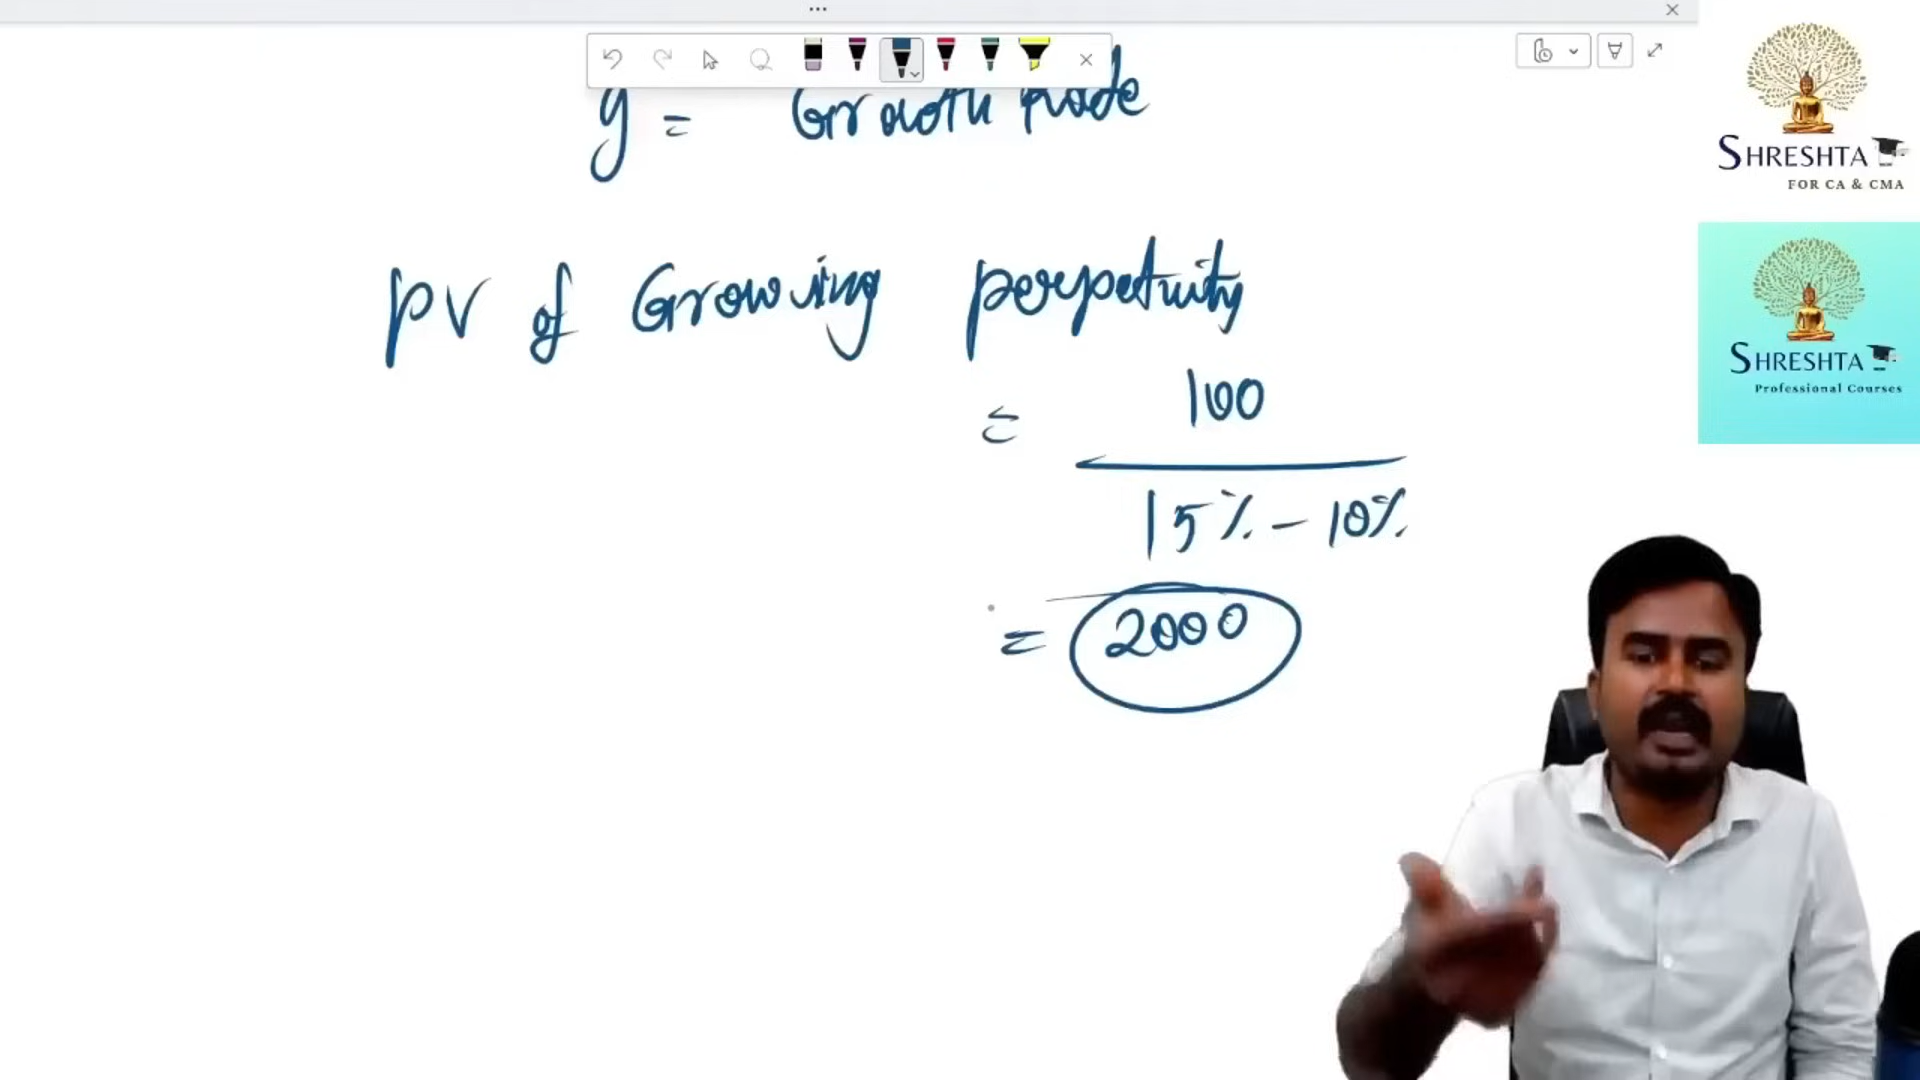 g = Growth Rate
SHRESHTA
FOR CA & CMA
PV of Growing perpetuity
= 100
15% - 10%
= 2000
SHRESHTA
Professional Courses